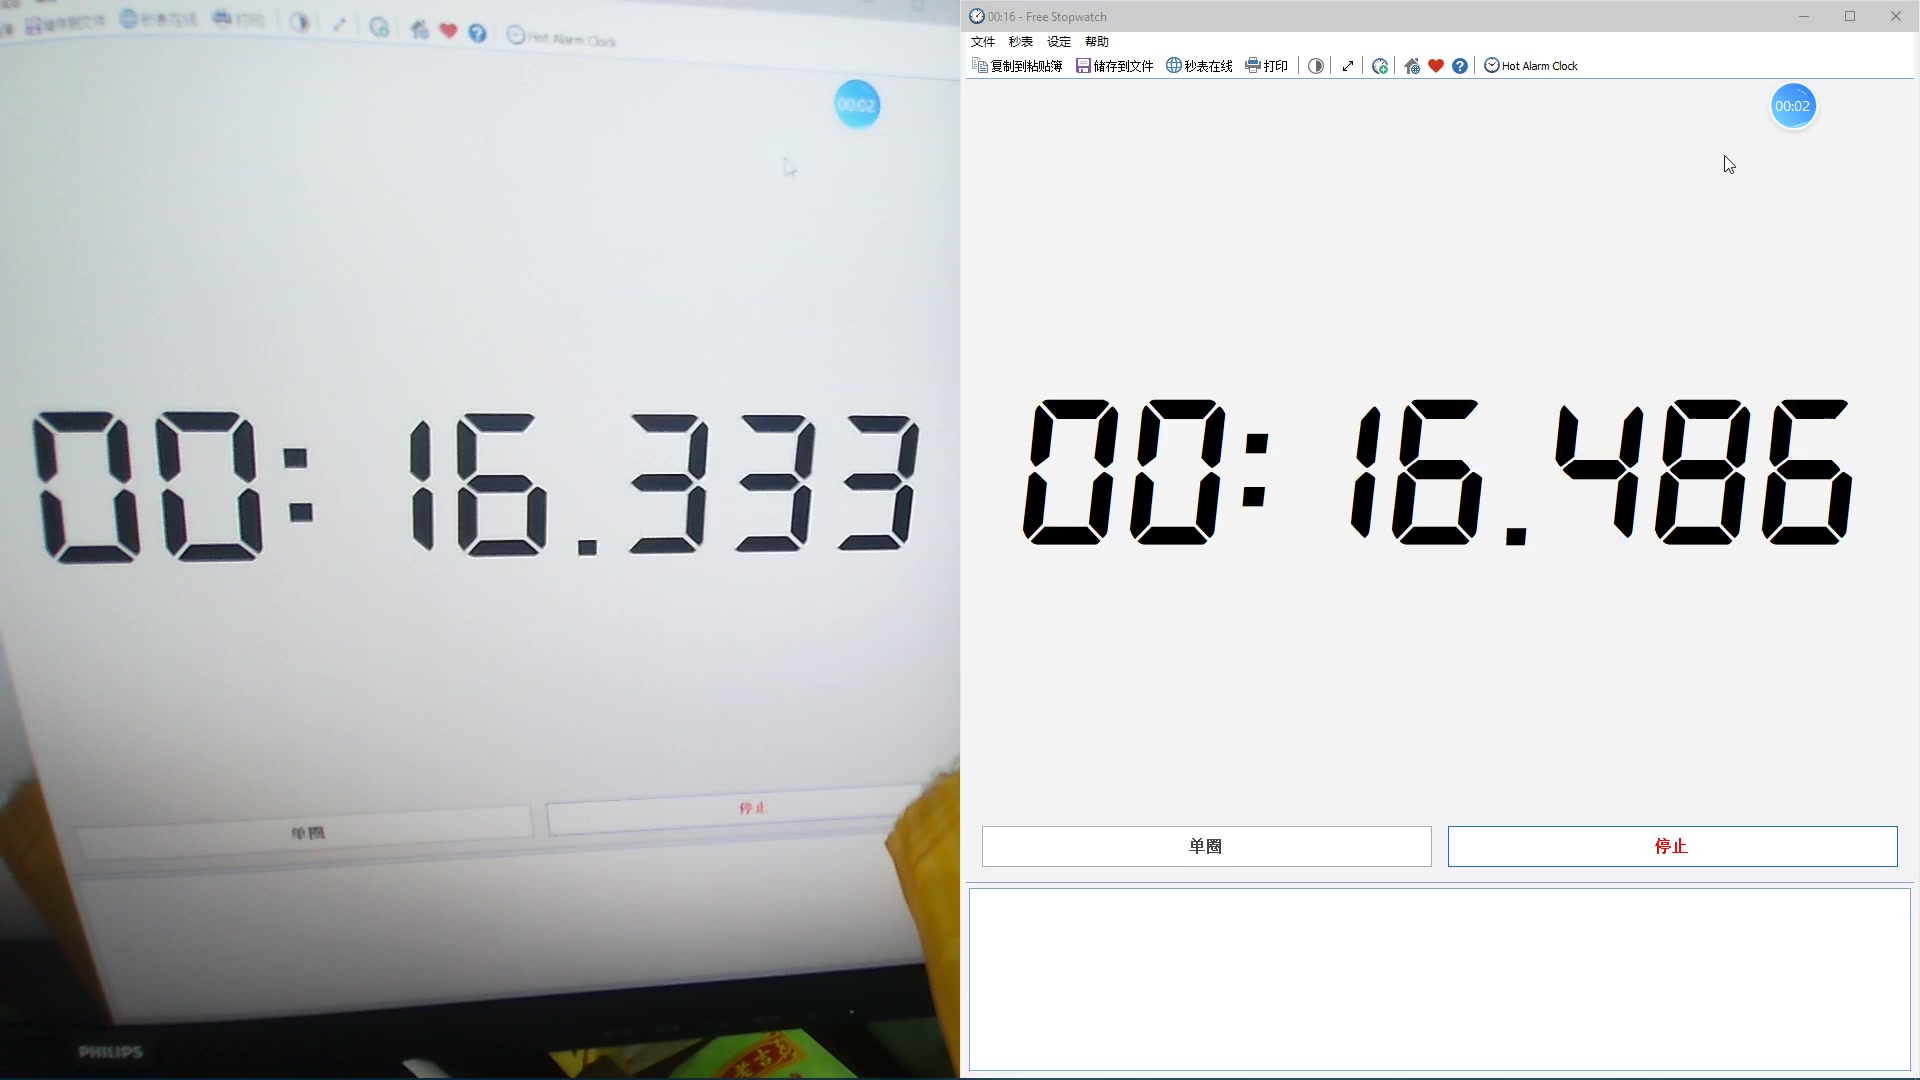 储存到文件 秒表在线 打印 Hot Alarm Clock
00:02
00:16.333
单圈 停止
PHILIPS
00:16 - Free Stopwatch
文件 秒表 设定 帮助
复制到粘贴簿 储存到文件 秒表在线 打印 Hot Alarm Clock
00:02
00:16.486
单圈 停止